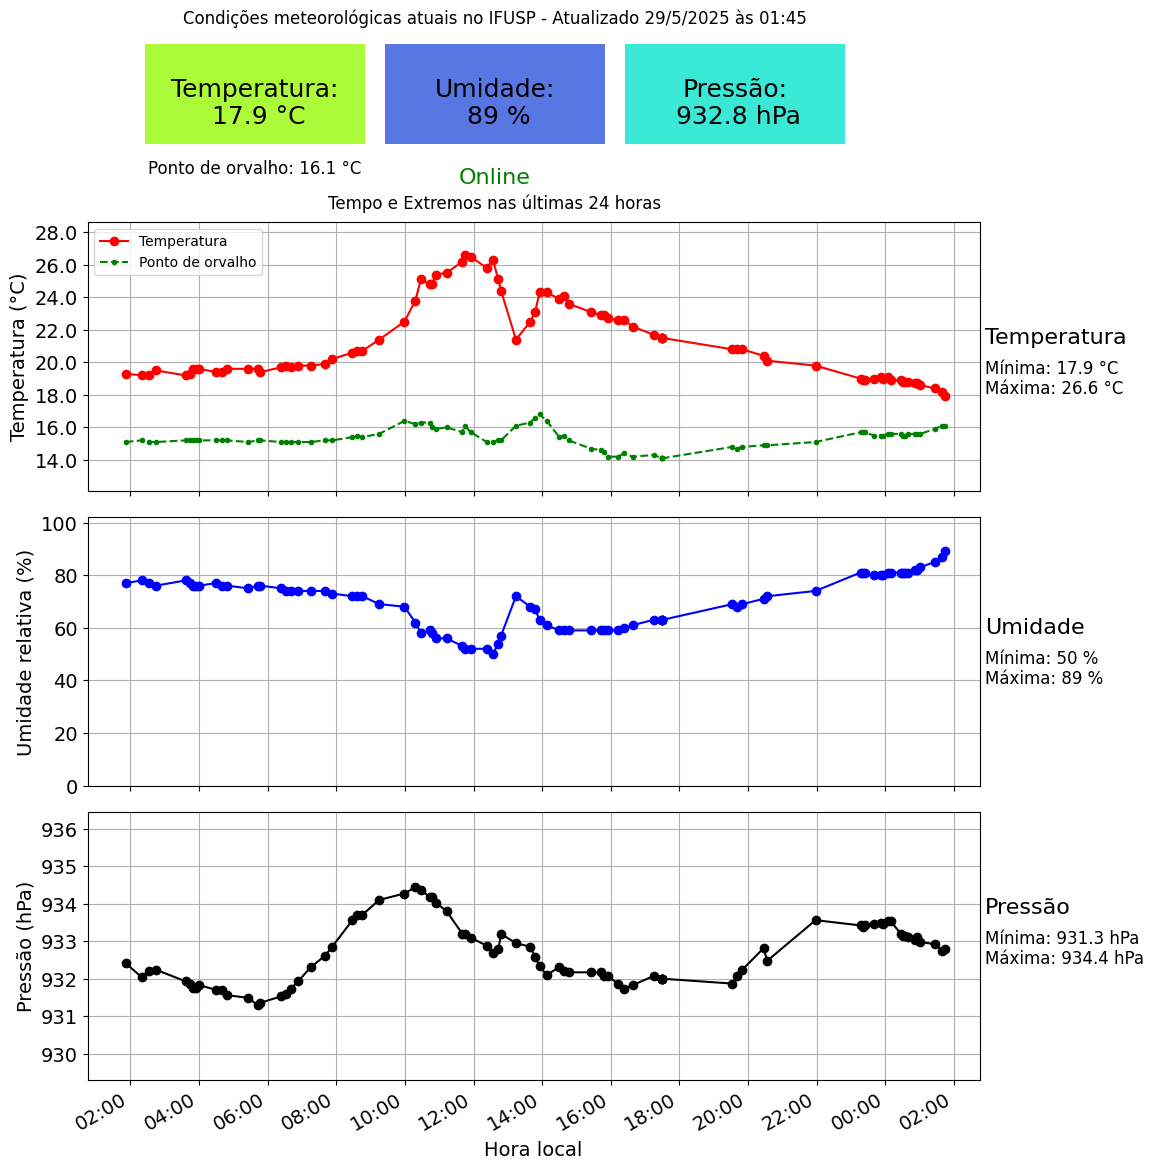 Condições meteorológicas atuais no IFUSP - Atualizado 29/5/2025 às 01:45
Temperatura:
17.9 °C
Umidade:
89 %
Pressão:
932.8 hPa
Ponto de orvalho: 16.1 °C
Online
Tempo e Extremos nas últimas 24 horas
Temperatura (°C)
28.0
26.0
24.0
22.0
20.0
18.0
16.0
14.0
Temperatura
Ponto de orvalho
Temperatura
Mínima: 17.9 °C
Máxima: 26.6 °C
Umidade relativa (%)
100
80
60
40
20
0
Umidade
Mínima: 50 %
Máxima: 89 %
Pressão (hPa)
936
935
934
933
932
931
930
Pressão
Mínima: 931.3 hPa
Máxima: 934.4 hPa
02:00
04:00
06:00
08:00
10:00
12:00
14:00
16:00
18:00
20:00
22:00
00:00
02:00
Hora local